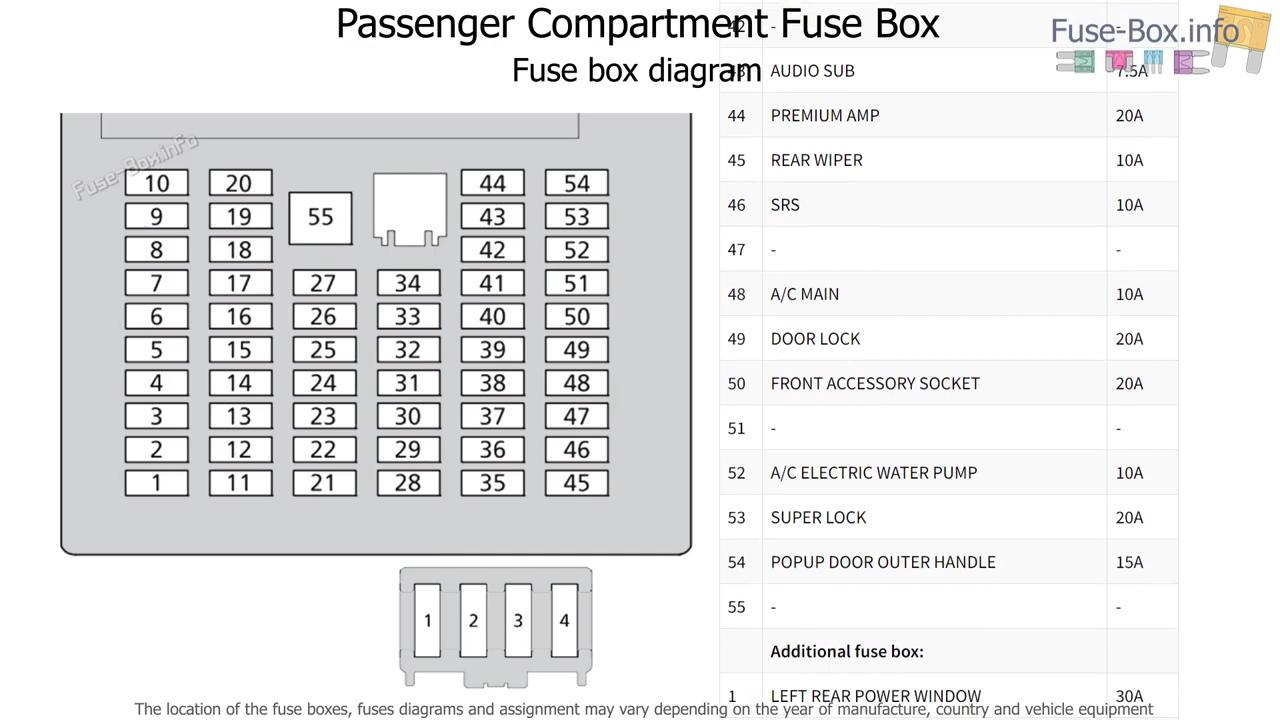 Passenger Compartment Fuse Box
Fuse box diagram
Fuse-Box.info
Fuse-Box.info
10 20 44 54
9 19 55 43 53
8 18 42 52
7 17 27 34 41 51
6 16 26 33 40 50
5 15 25 32 39 49
4 14 24 31 38 48
3 13 23 30 37 47
2 12 22 29 36 46
1 11 21 28 35 45
1 2 3 4
42 - -
43 AUDIO SUB 7.5A
44 PREMIUM AMP 20A
45 REAR WIPER 10A
46 SRS 10A
47 - -
48 A/C MAIN 10A
49 DOOR LOCK 20A
50 FRONT ACCESSORY SOCKET 20A
51 - -
52 A/C ELECTRIC WATER PUMP 10A
53 SUPER LOCK 20A
54 POPUP DOOR OUTER HANDLE 15A
55 - -
Additional fuse box:
1 LEFT REAR POWER WINDOW 30A
The location of the fuse boxes, fuses diagrams and assignment may vary depending on the year of manufacture, country and vehicle equipment